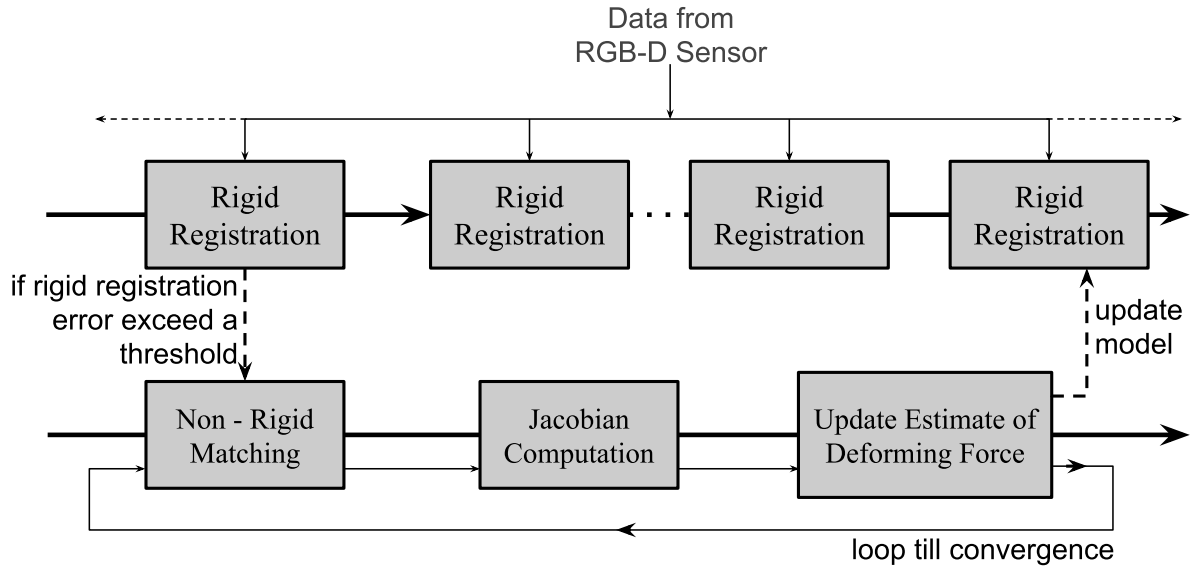 Data from
RGB-D Sensor
Rigid
Registration
Rigid
Registration
Rigid
Registration
Rigid
Registration
if rigid registration
error exceed a
threshold
update
model
Non - Rigid
Matching
Jacobian
Computation
Update Estimate of
Deforming Force
loop till convergence